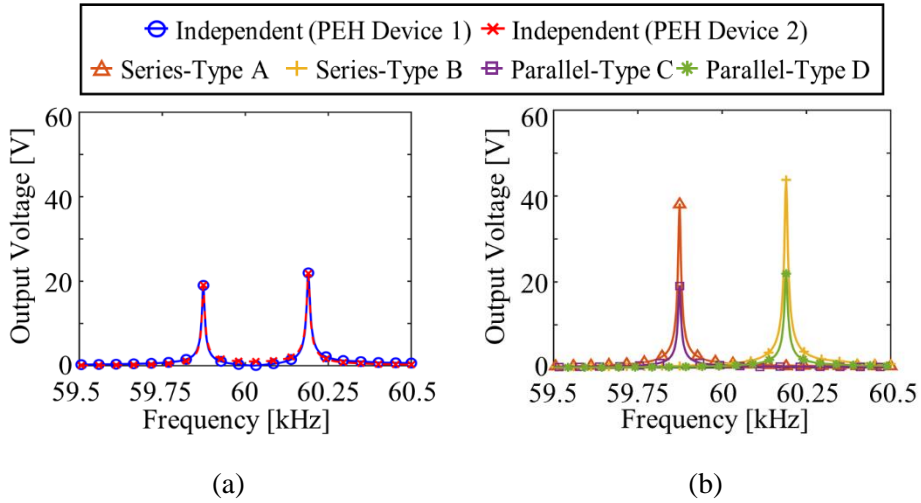 Independent (PEH Device 1) Independent (PEH Device 2)
Series-Type A Series-Type B Parallel-Type C Parallel-Type D
Output Voltage [V]
60
40
20
0
59.5 59.75 60 60.25 60.5
Frequency [kHz]
(a)
Output Voltage [V]
60
40
20
0
59.5 59.75 60 60.25 60.5
Frequency [kHz]
(b)